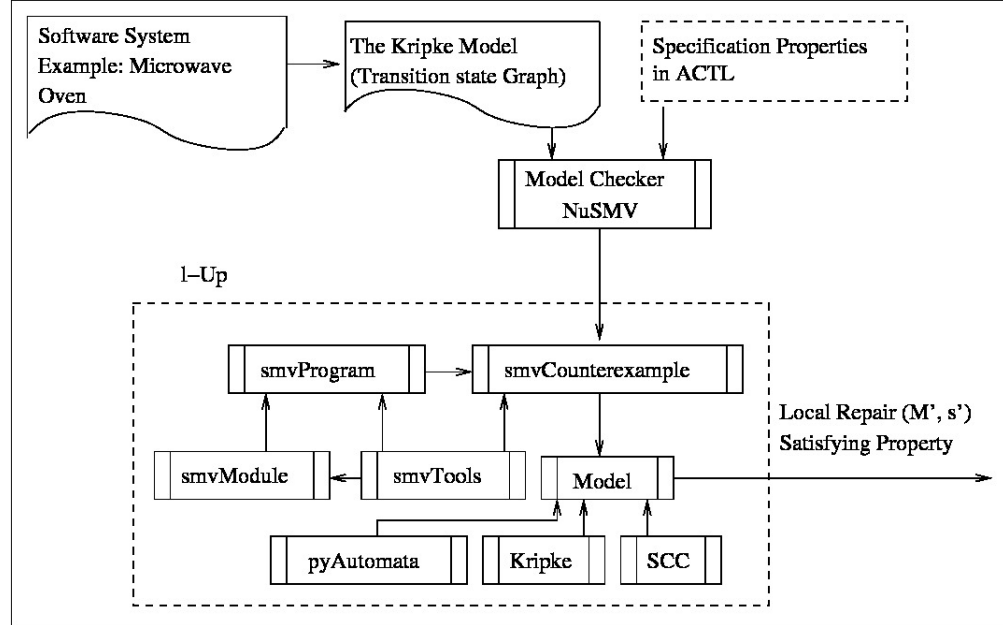 Software System
Example: Microwave
Oven
The Kripke Model
(Transition state Graph)
Specification Properties
in ACTL
Model Checker
NuSMV
l–Up
smvProgram
smvCounterexample
Local Repair (M’, s’)
Satisfying Property
smvModule
smvTools
Model
pyAutomata
Kripke
SCC